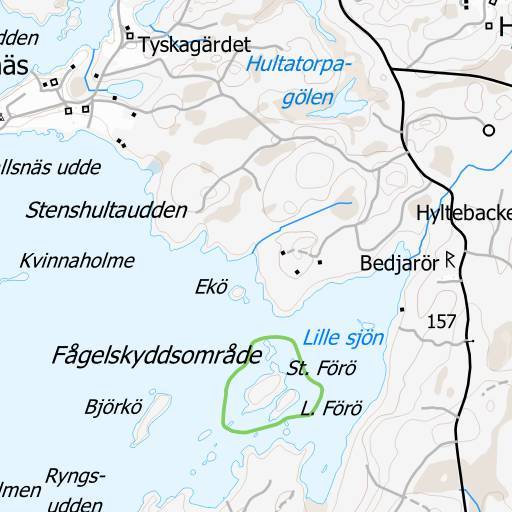 dden
Tyskagärdet
H
näs
Hultatorpa-
gölen
llsnäs udde
Stenshultaudden
Hyltebacke
Kvinnaholme
Bedjarör
Ekö
157
Lille sjön
Fågelskyddsområde
St. Förö
Björkö
L. Förö
Ryngs-
udden
lmen